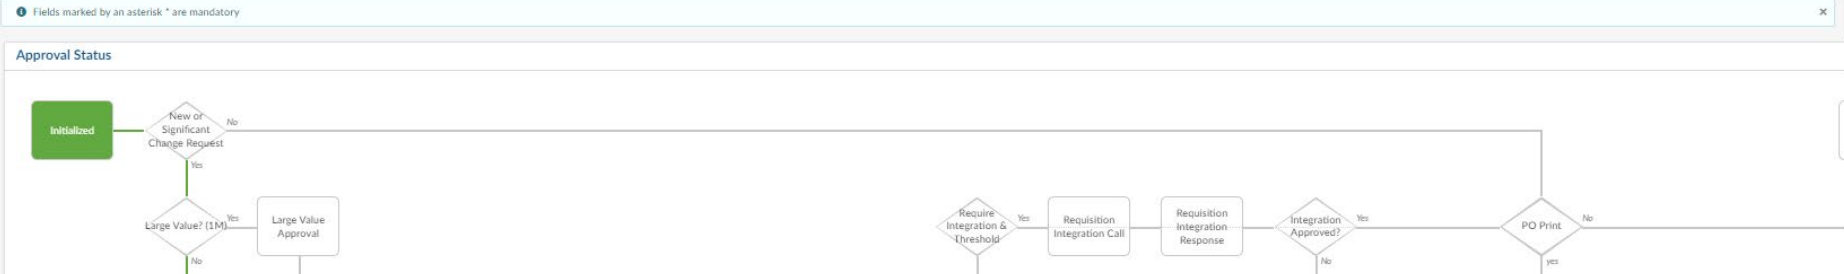 Fields marked by an asterisk * are mandatory
×
Approval Status
Initialized
New or
Significant
Change Request
No
Yes
Large Value? (1M)
Yes
No
Large Value
Approval
Require
Integration &
Threshold
Yes
Requisition
Integration Call
Requisition
Integration
Response
Integration
Approved?
Yes
No
PO Print
No
yes